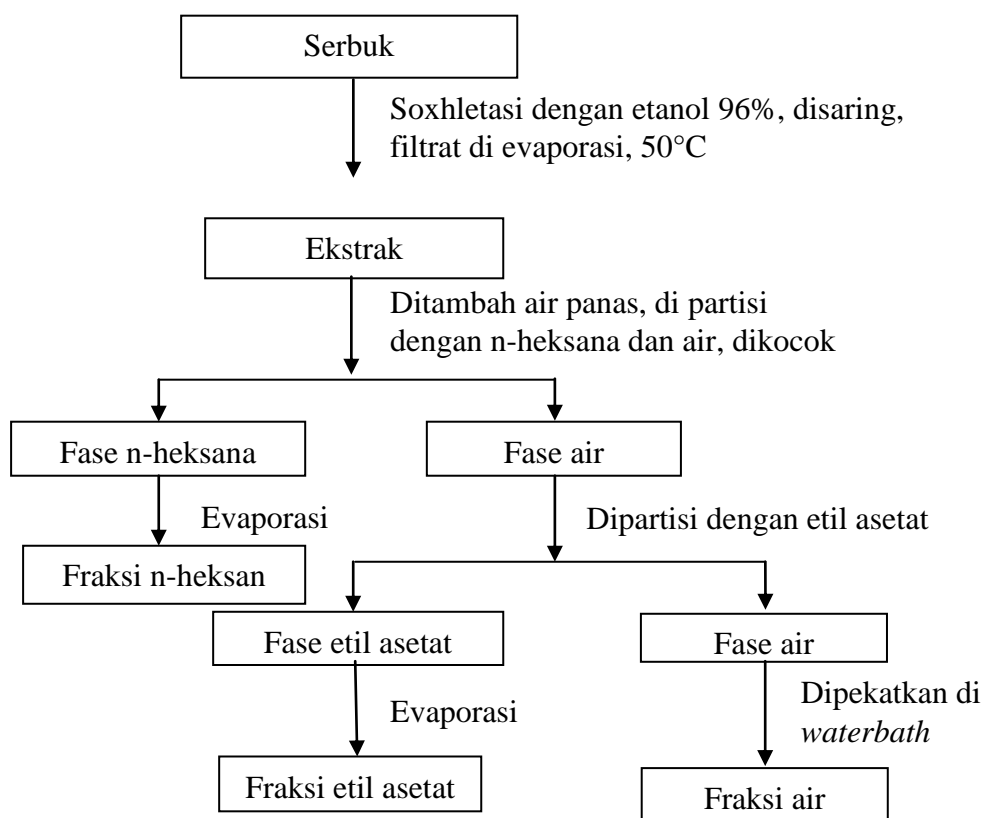 Serbuk
Soxhletasi dengan etanol 96%, disaring,
filtrat di evaporasi, 50°C
Ekstrak
Ditambah air panas, di partisi
dengan n-heksana dan air, dikocok
Fase n-heksana
Fase air
Evaporasi
Dipartisi dengan etil asetat
Fraksi n-heksan
Fase etil asetat
Fase air
Evaporasi
Dipekatkan di
waterbath
Fraksi etil asetat
Fraksi air